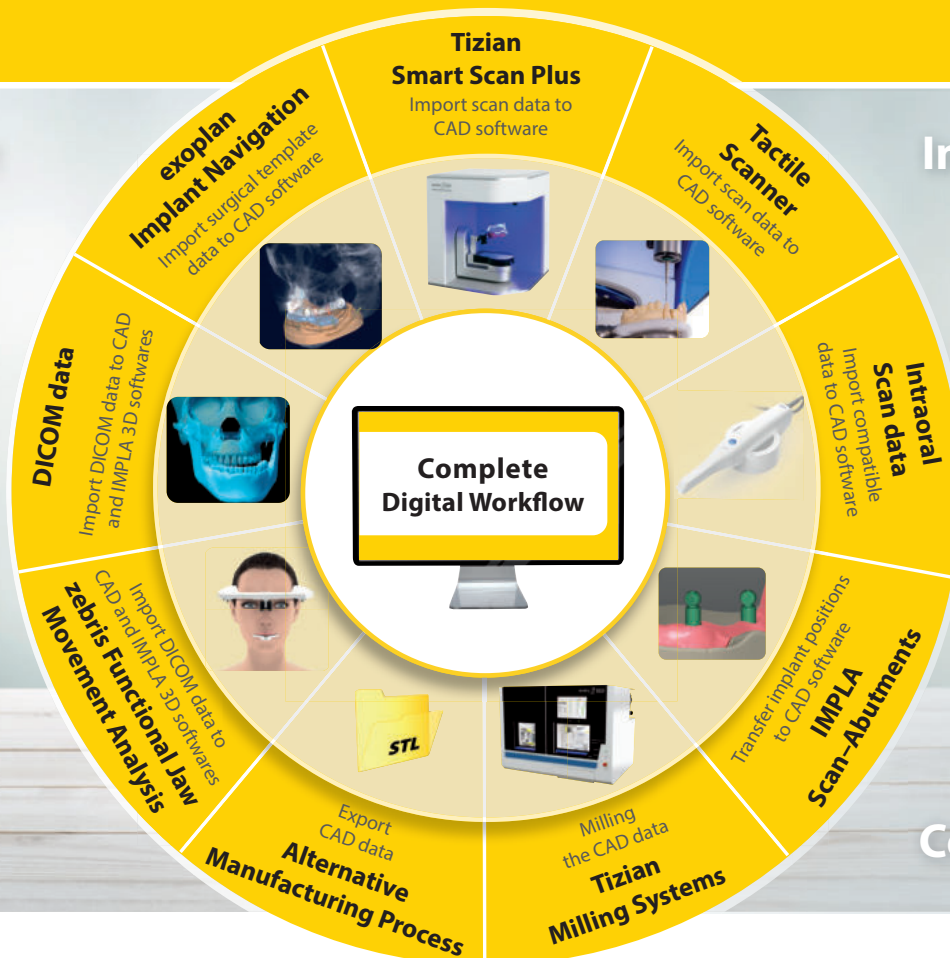 Tizian
Smart Scan Plus
Import scan data to
CAD software
Tactile
Scanner
Import scan data to
CAD software
Intraoral
Scan data
Import compatible
data to CAD software
Transfer implant positions
to CAD software
IMPLA
Scan–Abutments
Milling
the CAD data
Tizian
Milling Systems
Export
CAD data
Alternative
Manufacturing Process
STL
Import DICOM data to
CAD and IMPLA 3D softwares
zebris Functional Jaw
Movement Analysis
DICOM data
Import DICOM data to CAD
and IMPLA 3D softwares
exoplan
Implant Navigation
Import surgical template
data to CAD software
Complete
Digital Workflow